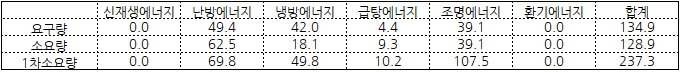 신재생에너지 난방에너지 냉방에너지 급탕에너지 조명에너지 환기에너지 합계
요구량 0.0 49.4 42.0 4.4 39.1 0.0 134.9
소요량 0.0 62.5 18.1 9.3 39.1 0.0 128.9
1차소요량 0.0 69.8 49.8 10.2 107.5 0.0 237.3